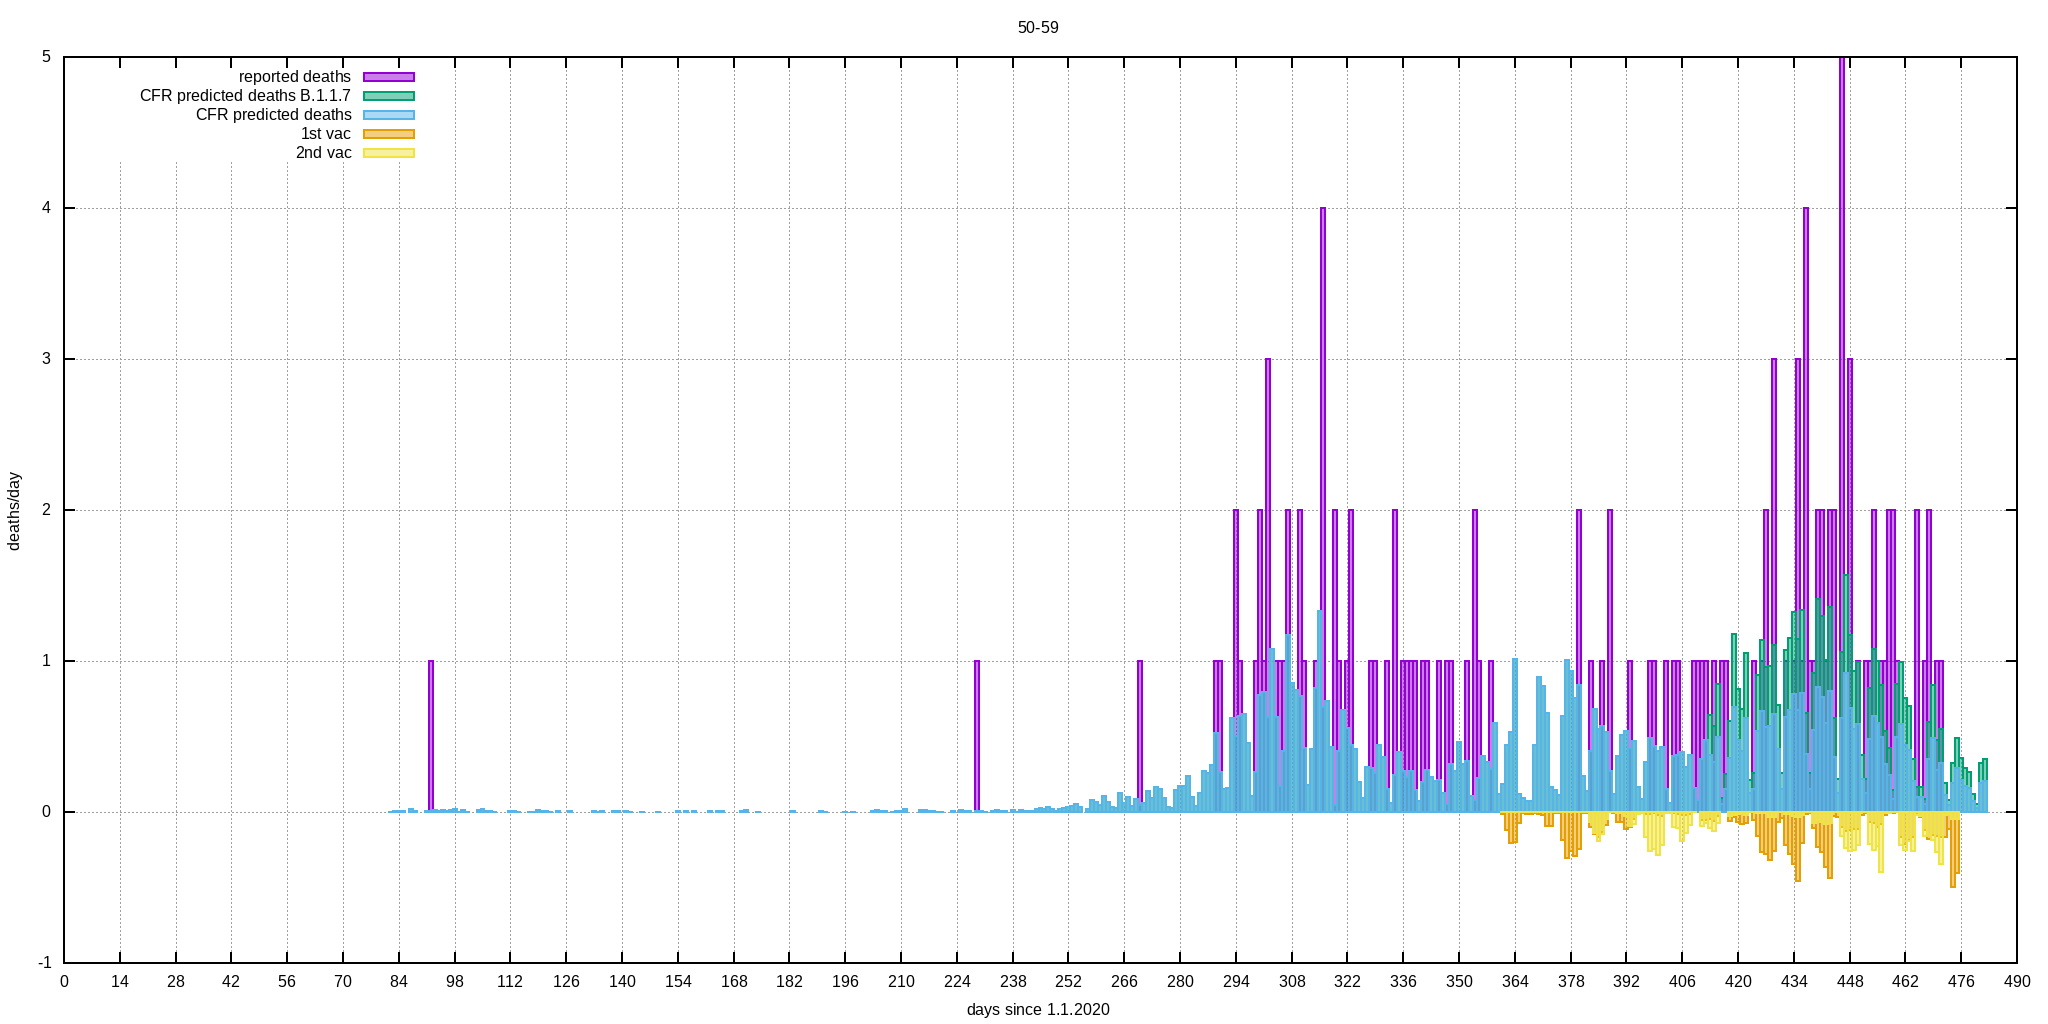 50-59
reported deaths
CFR predicted deaths B.1.1.7
CFR predicted deaths
1st vac
2nd vac
5
4
3
2
1
0
-1
deaths/day
0 14 28 42 56 70 84 98 112 126 140 154 168 182 196 210 224 238 252 266 280 294 308 322 336 350 364 378 392 406 420 434 448 462 476 490
days since 1.1.2020